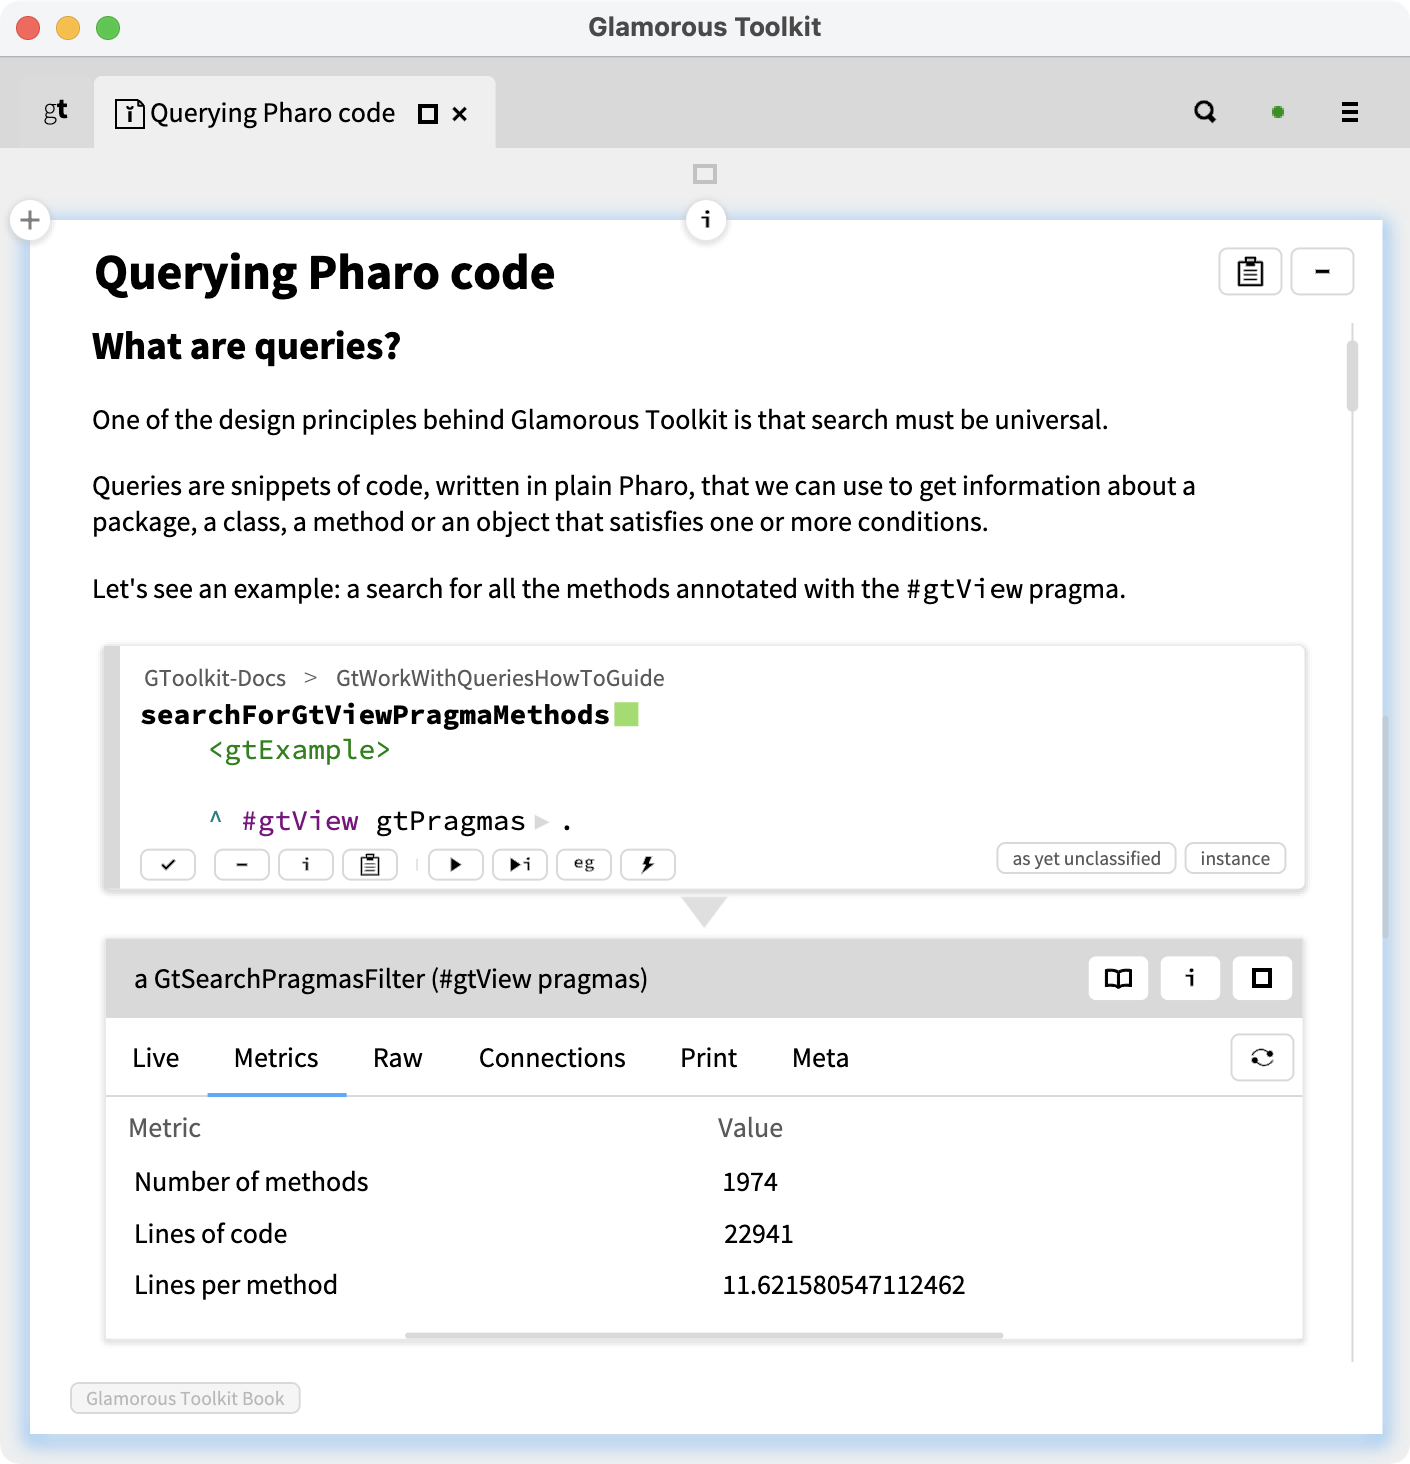 Glamorous Toolkit
gt
Querying Pharo code
i
Querying Pharo code
What are queries?
One of the design principles behind Glamorous Toolkit is that search must be universal.
Queries are snippets of code, written in plain Pharo, that we can use to get information about a
package, a class, a method or an object that satisfies one or more conditions.
Let's see an example: a search for all the methods annotated with the #gtView pragma.
GToolkit-Docs > GtWorkWithQueriesHowToGuide
searchForGtViewPragmaMethods
<gtExample>
^ #gtView gtPragmas .
i i eg as yet unclassified instance
a GtSearchPragmasFilter (#gtView pragmas) i
Live Metrics Raw Connections Print Meta
Metric Value
Number of methods 1974
Lines of code 22941
Lines per method 11.621580547112462
Glamorous Toolkit Book